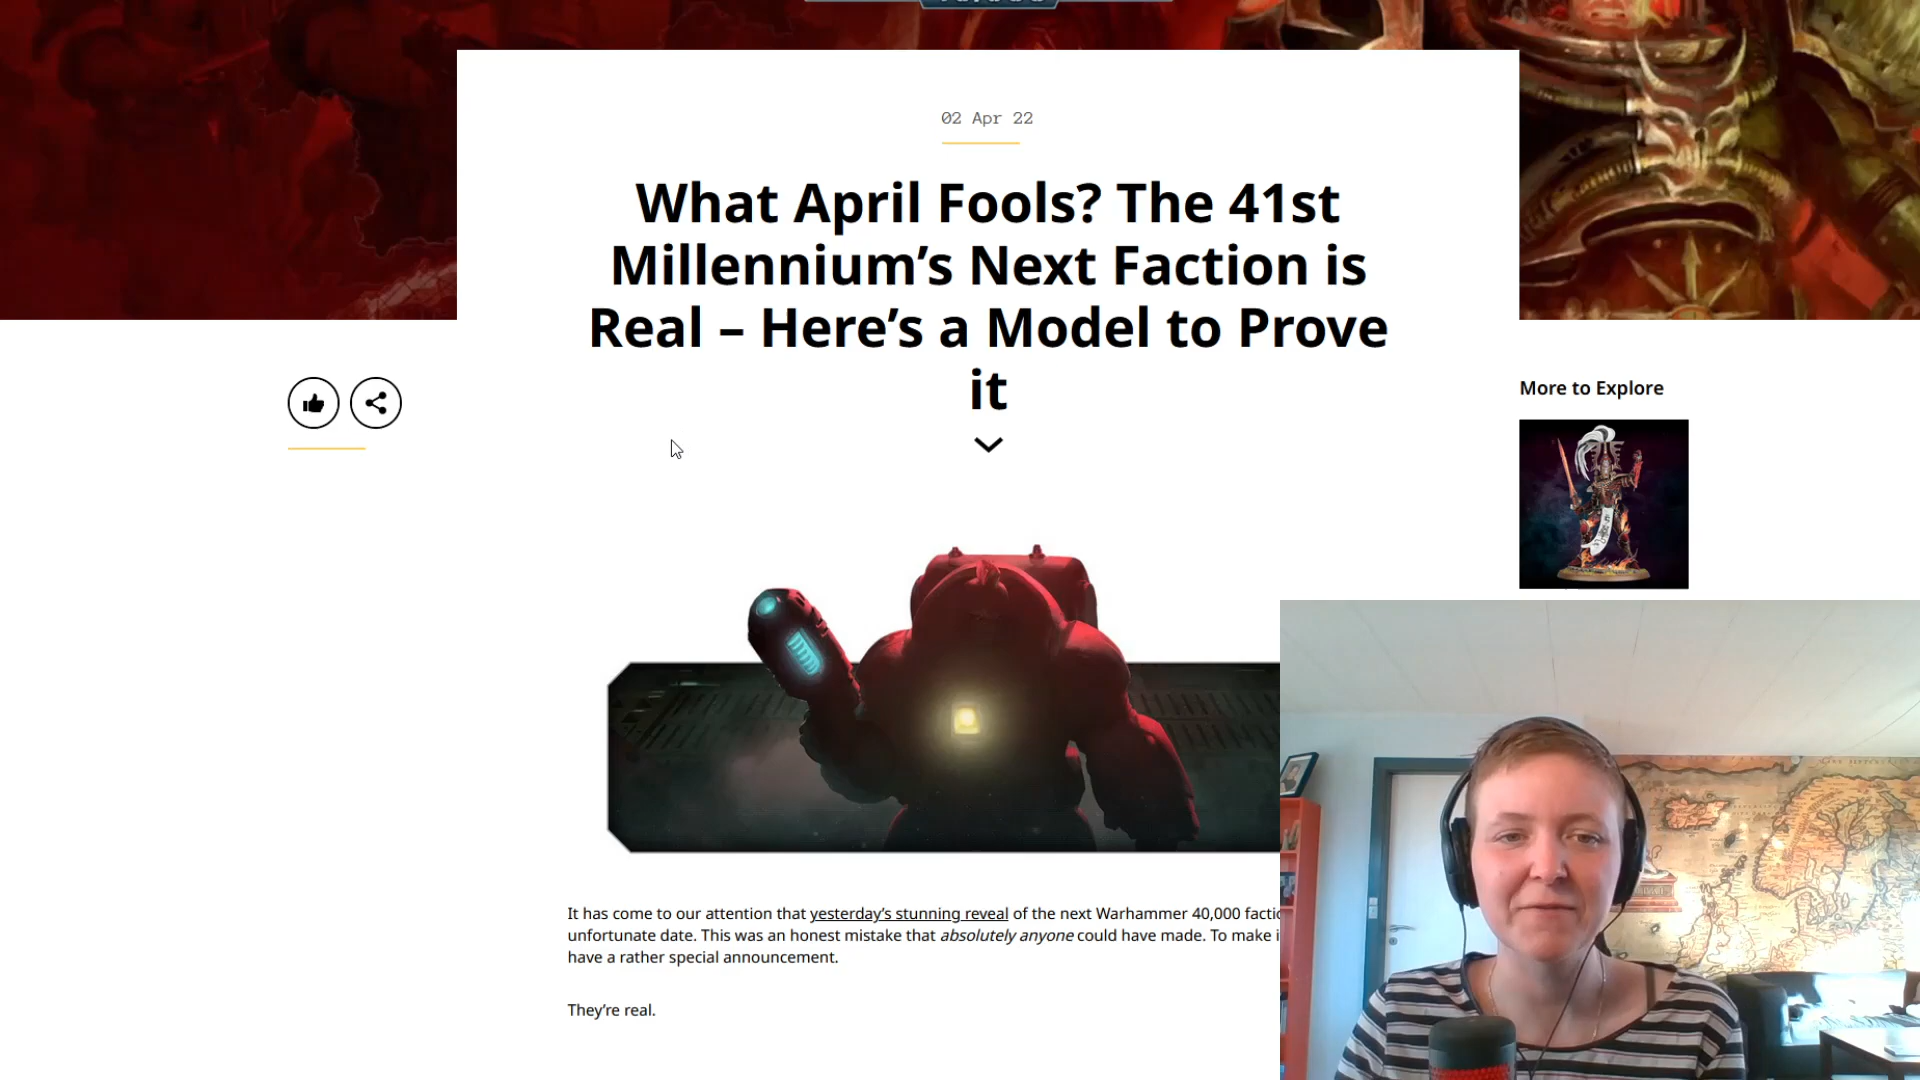 02 Apr 22
What April Fools? The 41st
Millennium’s Next Faction is
Real – Here’s a Model to Prove
it
More to Explore
It has come to our attention that yesterday’s stunning reveal of the next Warhammer 40,000
unfortunate date. This was an honest mistake that absolutely anyone could have made. To make
have a rather special announcement.
They’re real.